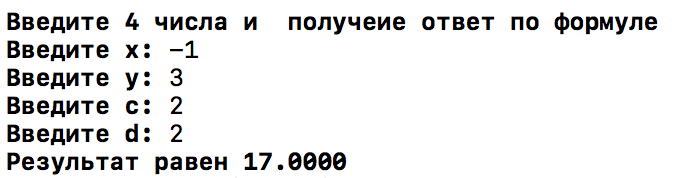 Введите 4 числа и  получеие ответ по формуле
Введите x: −1
Введите y: 3
Введите c: 2
Введите d: 2
Результат равен 17.0000